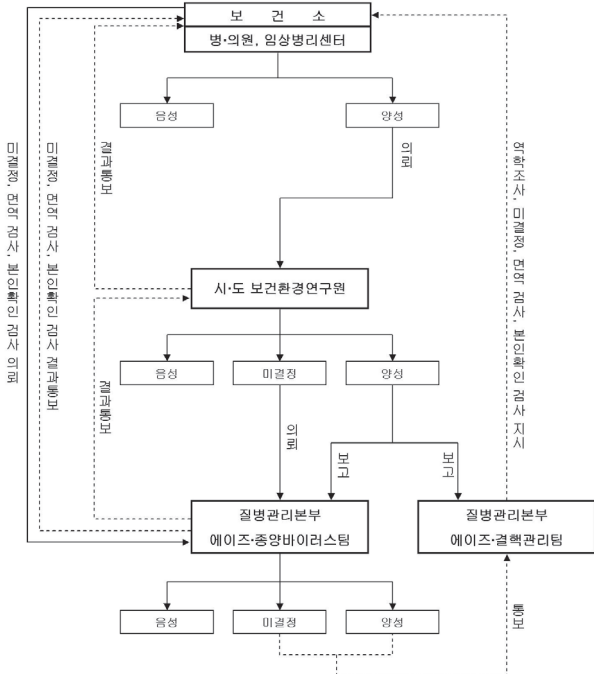 보 건 소
병·의원, 임상병리센터
음성
양성
의뢰
결과통보
미결정, 면역 검사, 본인확인 검사 의뢰
미결정, 면역 검사, 본인확인 검사 결과통보
역학조사, 미결정, 면역 검사, 본인확인 검사 지시
시·도 보건환경연구원
음성
미결정
양성
결과통보
의뢰
보고
보고
질병관리본부
에이즈·종양바이러스팀
질병관리본부
에이즈·결핵관리팀
음성
미결정
양성
통보